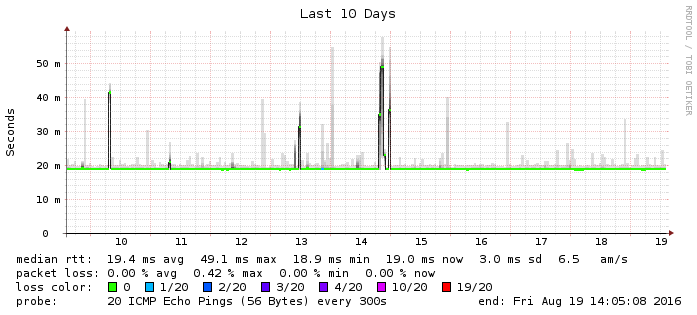 Last 10 Days
RRDTOOL / TOBI OETIKER
Seconds
50 m
40 m
30 m
20 m
10 m
0
10 11 12 13 14 15 16 17 18 19
median rtt: 19.4 ms avg 49.1 ms max 18.9 ms min 19.0 ms now 3.0 ms sd 6.5 am/s
packet loss: 0.00 % avg 0.42 % max 0.00 % min 0.00 % now
loss color: 0 1/20 2/20 3/20 4/20 10/20 19/20
probe: 20 ICMP Echo Pings (56 Bytes) every 300s end: Fri Aug 19 14:05:08 2016